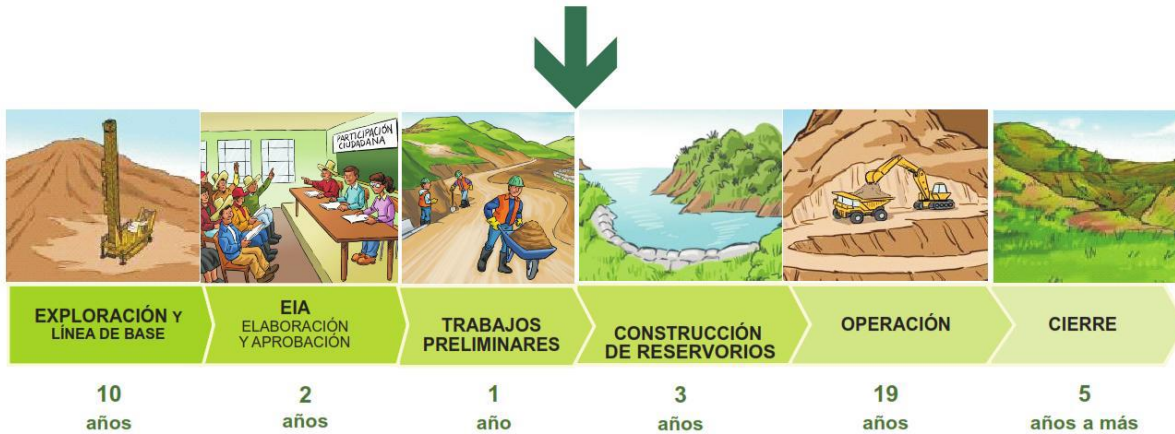 PARTICIPACIÓN
CIUDADANA
EXPLORACIÓN Y
LÍNEA DE BASE
EIA
ELABORACIÓN
Y APROBACIÓN
TRABAJOS
PRELIMINARES
CONSTRUCCIÓN
DE RESERVORIOS
OPERACIÓN
CIERRE
10
años
2
años
1
año
3
años
19
años
5
años a más